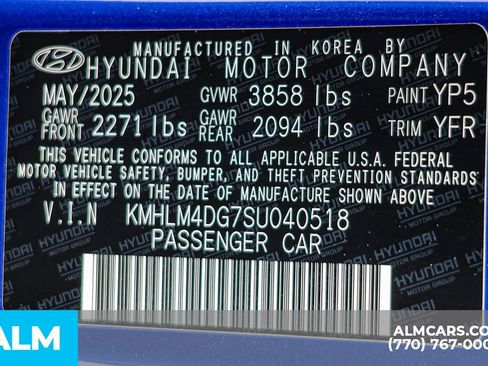 MANUFACTURED IN KOREA BY
HYUNDAI MOTOR COMPANY
MAY/2025 GVWR 3858 lbs PAINT YP5
GAWR FRONT 2271 lbs GAWR REAR 2094 lbs TRIM YFR
THIS VEHICLE CONFORMS TO ALL APPLICABLE U.S.A. FEDERAL
MOTOR VEHICLE SAFETY, BUMPER, AND THEFT PREVENTION STANDARDS
IN EFFECT ON THE DATE OF MANUFACTURE SHOWN ABOVE
V.I.N KMHLM4DG7SU040518
PASSENGER CAR
ALM
ALMCARS.CO
(770) 767-000